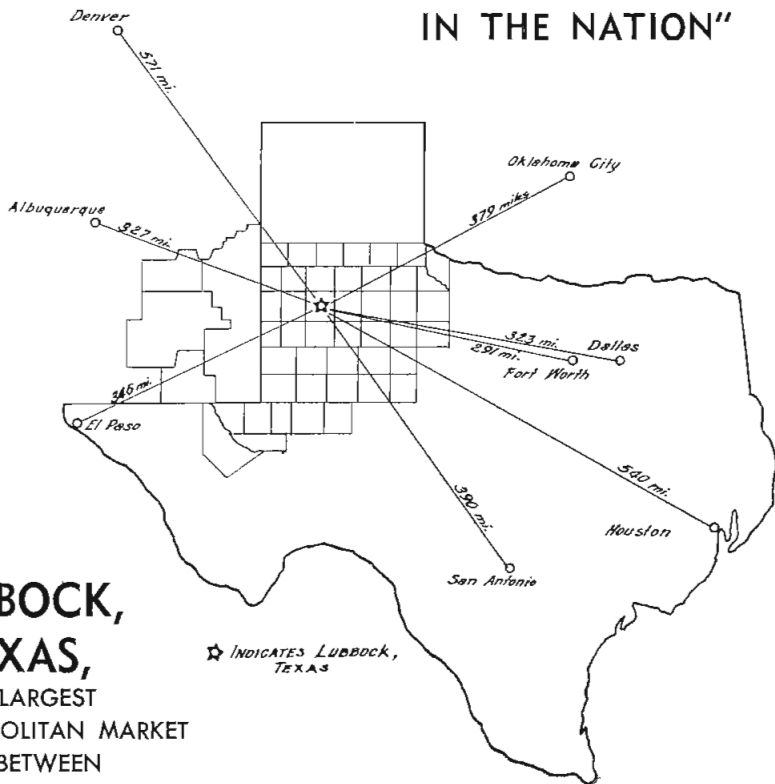 IN THE NATION"
Denver
571 mi.
Oklahoma City
379 miles
Albuquerque
327 mi.
323 mi.
Dallas
291 mi.
Fort Worth
346 mi.
El Paso
540 mi.
390 mi.
Houston
San Antonio
BOCK,
XAS,
☆ INDICATES LUBBOCK,
TEXAS
LARGEST
OLITAN MARKET
BETWEEN